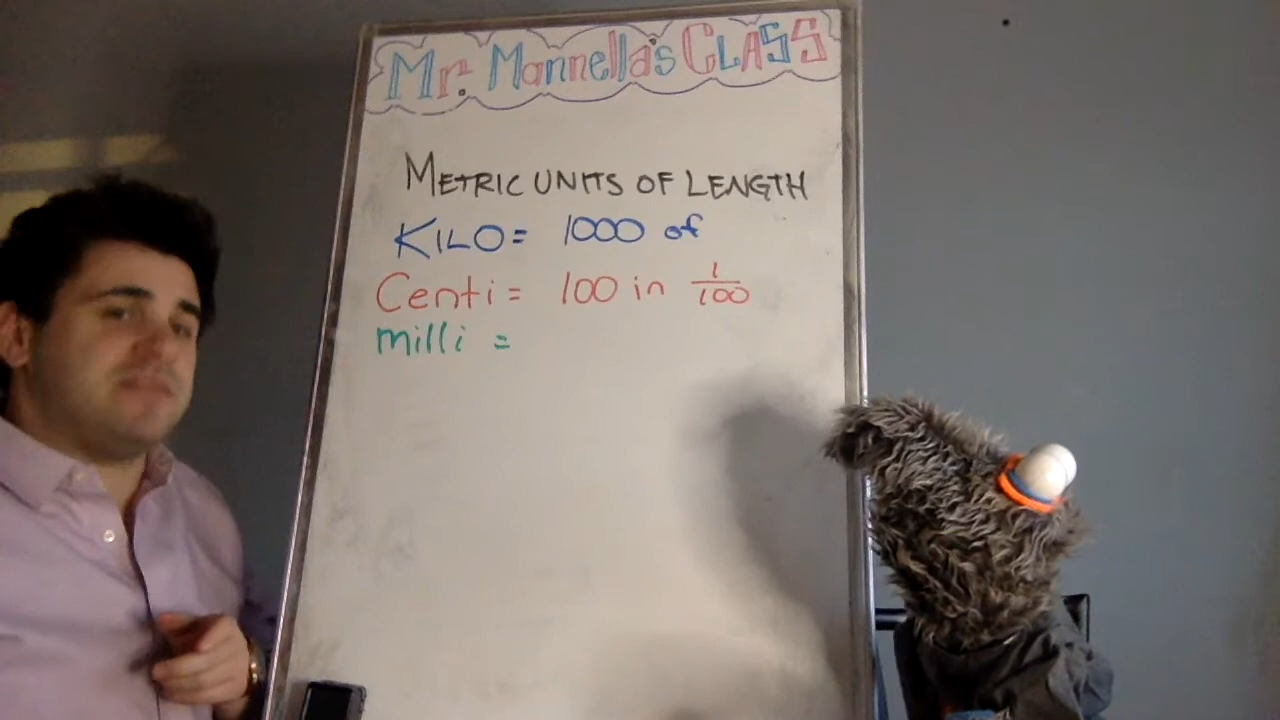 Mr. Mannella's CLASS
METRIC UNITS OF LENGTH
KILO = 1000 of
Centi = 100 in 1/100
milli =